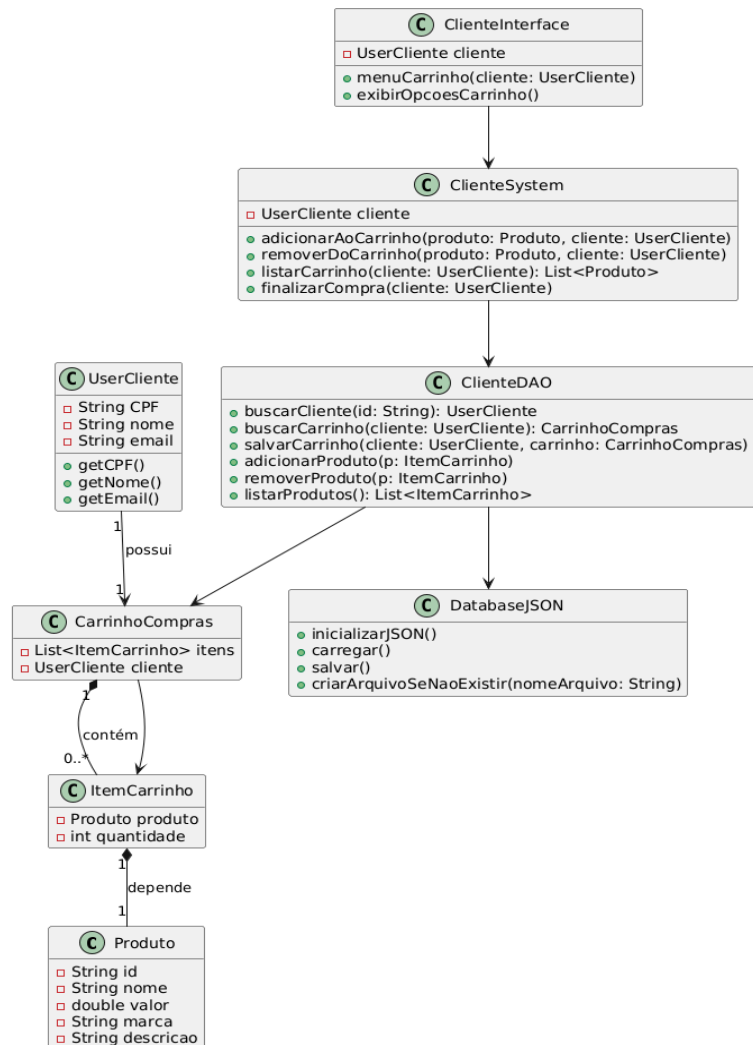 C ClienteInterface
UserCliente cliente
menuCarrinho(cliente: UserCliente)
exibirOpcoesCarrinho()
C ClienteSystem
UserCliente cliente
adicionarAoCarrinho(produto: Produto, cliente: UserCliente)
removerDoCarrinho(produto: Produto, cliente: UserCliente)
listarCarrinho(cliente: UserCliente): List<Produto>
finalizarCompra(cliente: UserCliente)
C UserCliente
String CPF
String nome
String email
getCPF()
getNome()
getEmail()
C ClienteDAO
buscarCliente(id: String): UserCliente
buscarCarrinho(cliente: UserCliente): CarrinhoCompras
salvarCarrinho(cliente: UserCliente, carrinho: CarrinhoCompras)
adicionarProduto(p: ItemCarrinho)
removerProduto(p: ItemCarrinho)
listarProdutos(): List<ItemCarrinho>
1
possui
1
C CarrinhoCompras
List<ItemCarrinho> itens
UserCliente cliente
C DatabaseJSON
inicializarJSON()
carregar()
salvar()
criarArquivoSeNaoExistir(nomeArquivo: String)
1
contém
0..*
C ItemCarrinho
Produto produto
int quantidade
1
depende
1
C Produto
String id
String nome
double valor
String marca
String descricao